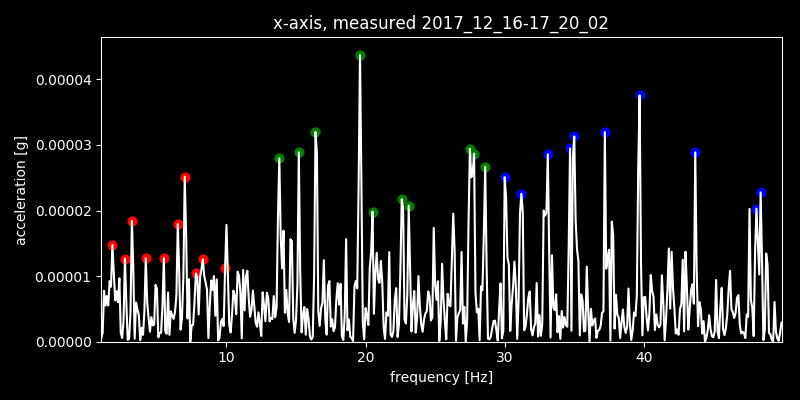 x-axis, measured 2017_12_16-17_20_02
acceleration [g]
0.00004
0.00003
0.00002
0.00001
0.00000
10 20 30 40
frequency [Hz]